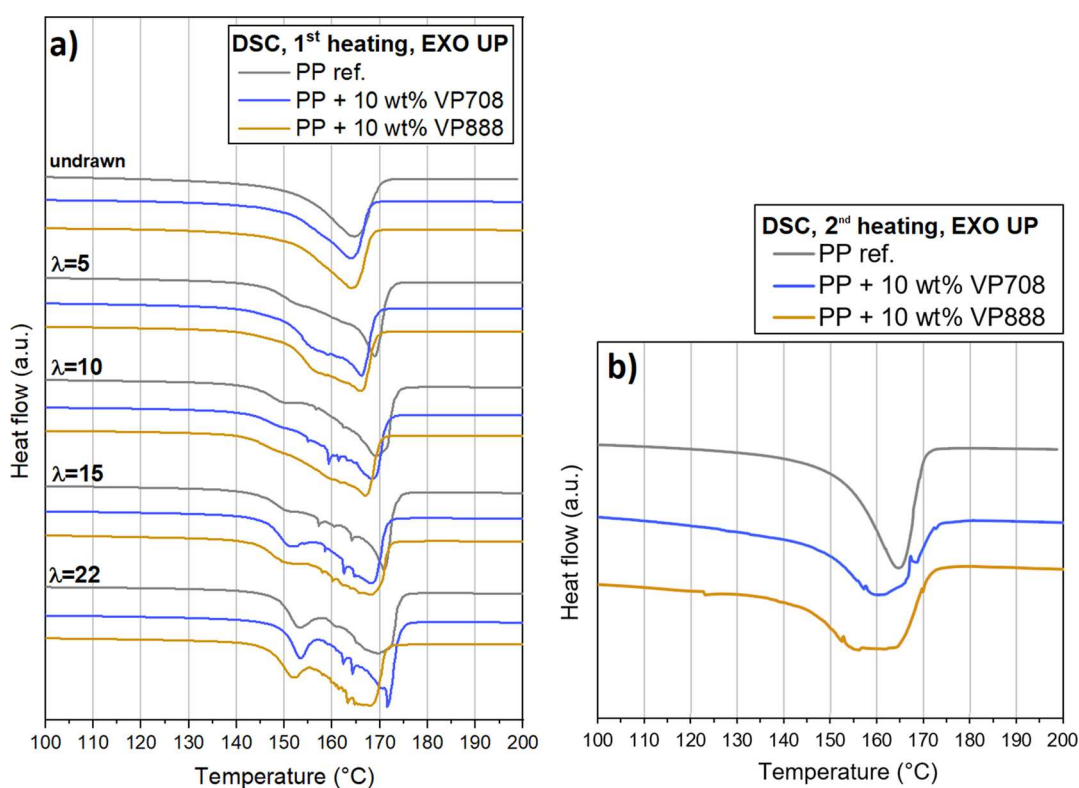 a)
DSC, 1st heating, EXO UP
PP ref.
PP + 10 wt% VP708
PP + 10 wt% VP888
undrawn
λ=5
λ=10
λ=15
λ=22
Heat flow (a.u.)
100 110 120 130 140 150 160 170 180 190 200
Temperature (°C)
DSC, 2nd heating, EXO UP
PP ref.
PP + 10 wt% VP708
PP + 10 wt% VP888
b)
Heat flow (a.u.)
100 110 120 130 140 150 160 170 180 190 200
Temperature (°C)